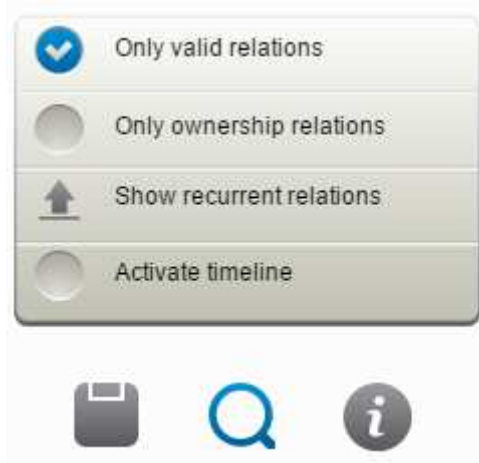 Only valid relations
Only ownership relations
Show recurrent relations
Activate timeline